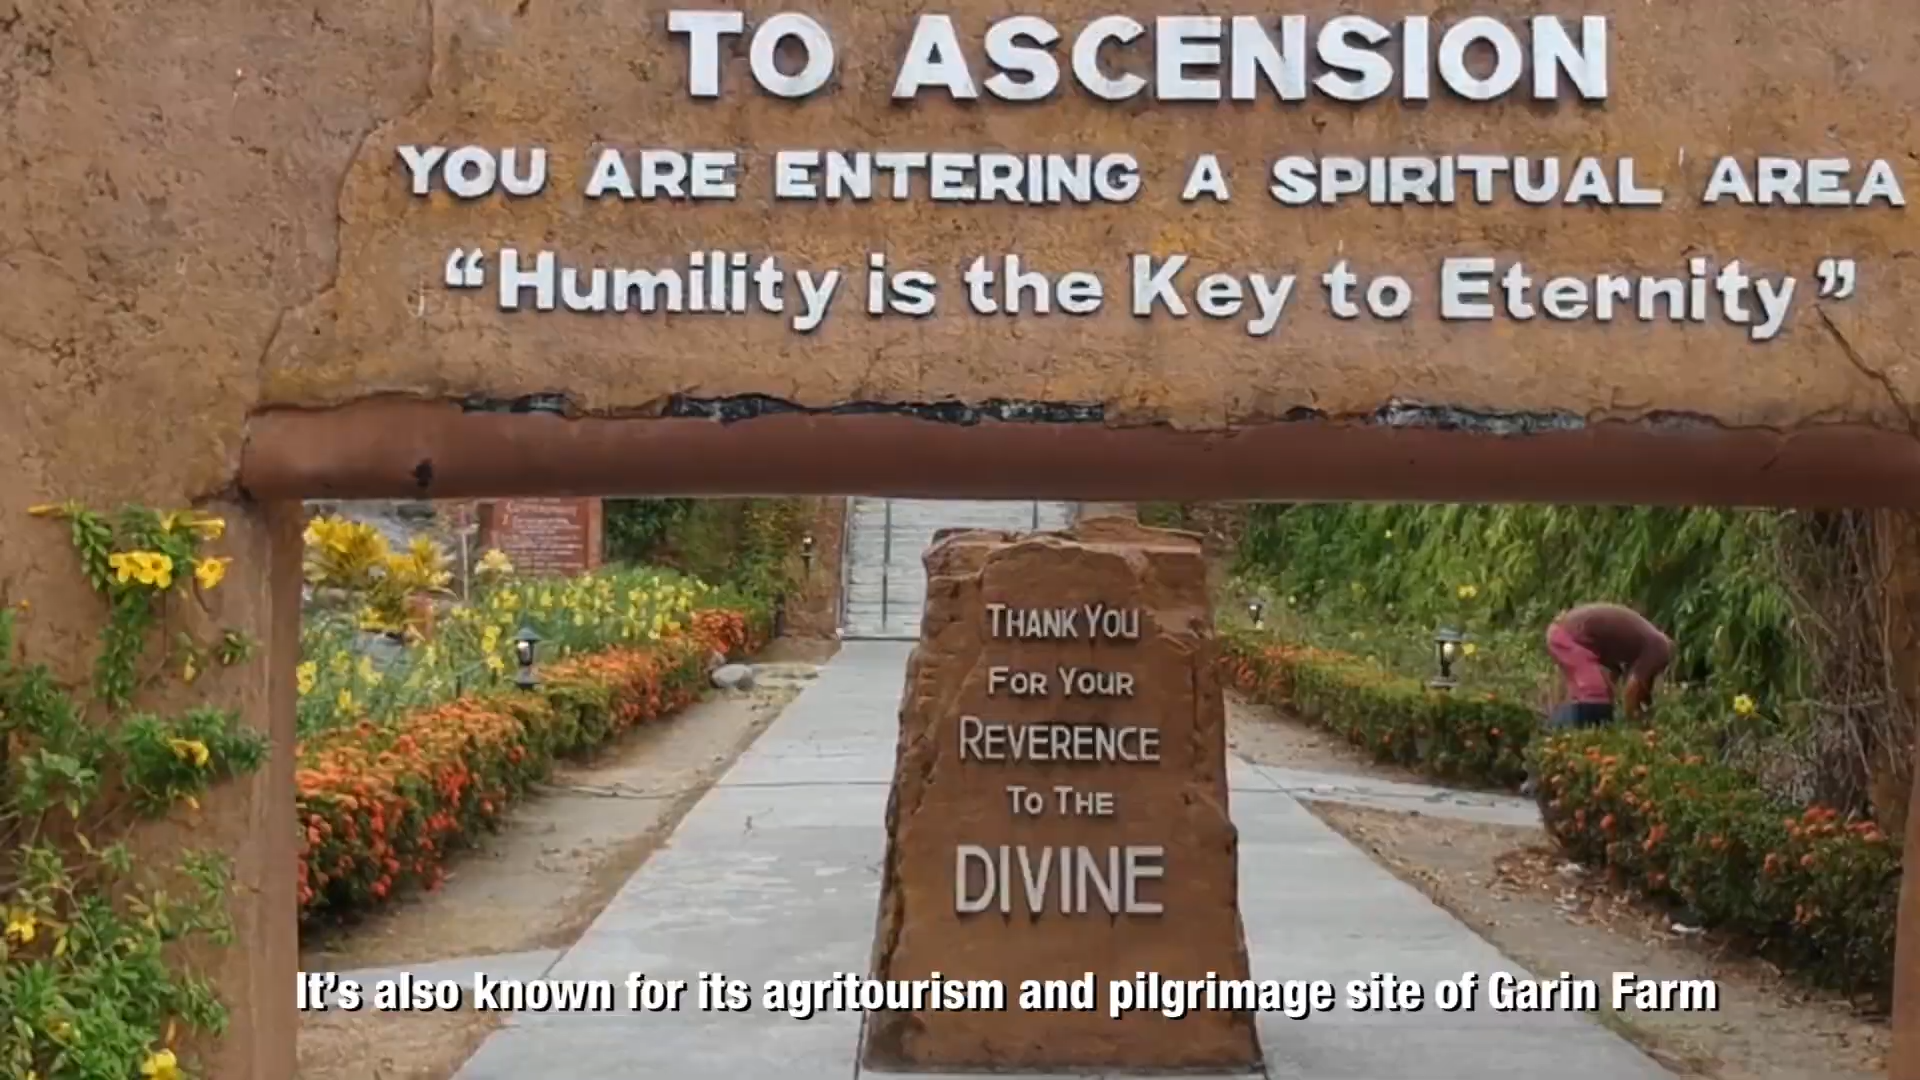 TO ASCENSION
YOU ARE ENTERING A SPIRITUAL AREA
“Humility is the Key to Eternity”
THANK YOU
FOR YOUR
REVERENCE
TO THE
DIVINE
It's also known for its agritourism and pilgrimage site of Garin Farm